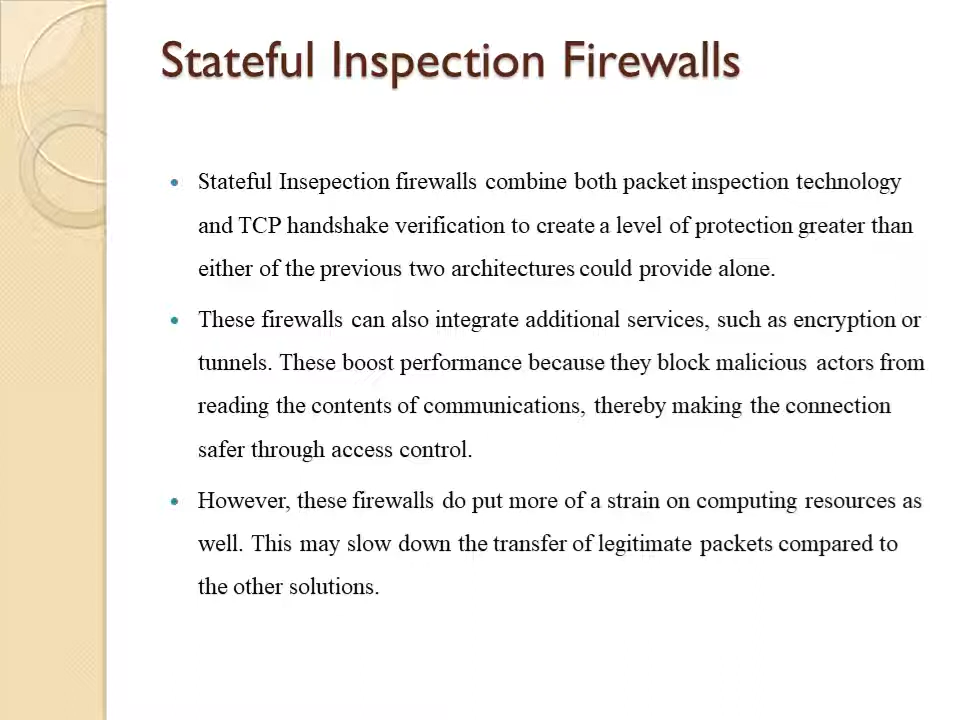 Stateful Inspection Firewalls
• Stateful Insepection firewalls combine both packet inspection technology
and TCP handshake verification to create a level of protection greater than
either of the previous two architectures could provide alone.
• These firewalls can also integrate additional services, such as encryption or
tunnels. These boost performance because they block malicious actors from
reading the contents of communications, thereby making the connection
safer through access control.
• However, these firewalls do put more of a strain on computing resources as
well. This may slow down the transfer of legitimate packets compared to
the other solutions.